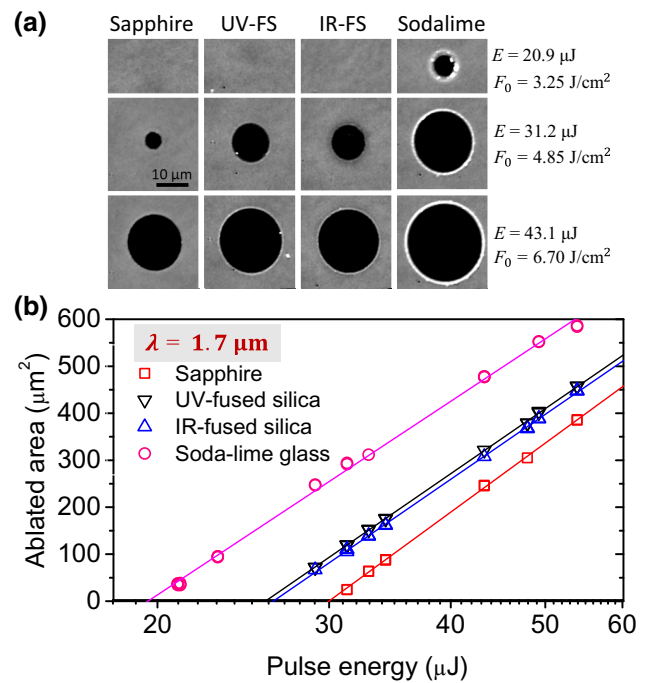 (a)
Sapphire UV-FS IR-FS Sodalime
E = 20.9 μJ
F₀ = 3.25 J/cm²
E = 31.2 μJ
F₀ = 4.85 J/cm²
10 μm
E = 43.1 μJ
F₀ = 6.70 J/cm²
(b)
600
500
400
300
200
100
0
Ablated area (μm²)
λ = 1.7 μm
Sapphire
UV-fused silica
IR-fused silica
Soda-lime glass
20 30 40 50 60
Pulse energy (μJ)